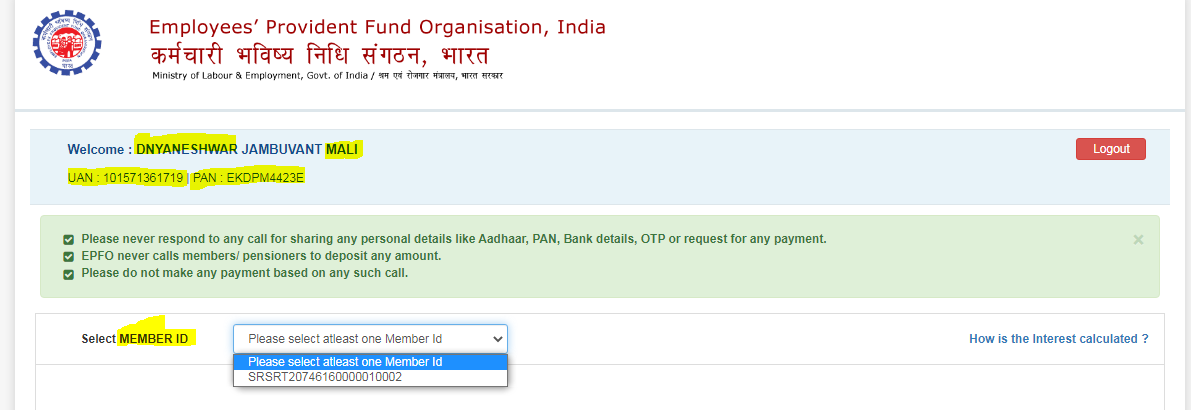 Employees' Provident Fund Organisation, India
कर्मचारी भविष्य निधि संगठन, भारत
Ministry of Labour & Employment, Govt. of India / श्रम एवं रोजगार मंत्रालय, भारत सरकार
Welcome : DNYANESHWAR JAMBUVANT MALI
Logout
UAN : 101571361719 | PAN : EKDPM4423E
Please never respond to any call for sharing any personal details like Aadhaar, PAN, Bank details, OTP or request for any payment.
×
EPFO never calls members/ pensioners to deposit any amount.
Please do not make any payment based on any such call.
Select MEMBER ID
Please select atleast one Member Id
How is the Interest calculated ?
Please select atleast one Member Id
SRSRT20746160000010002